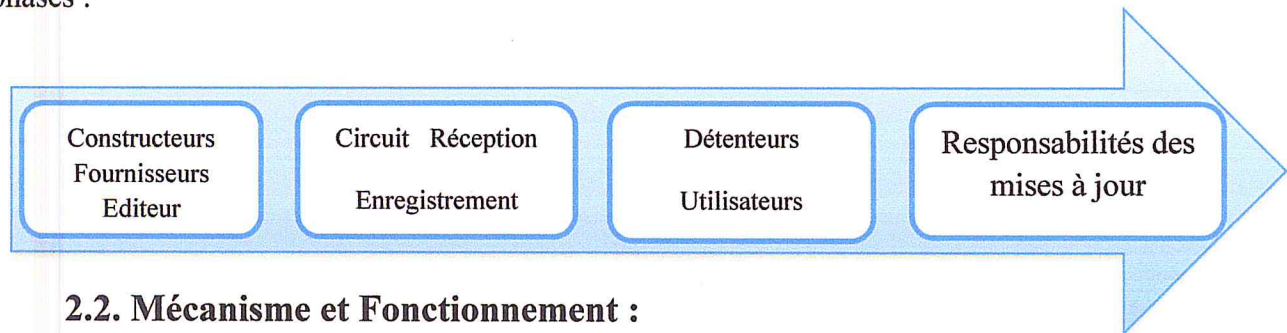 phases :
Constructeurs
Fournisseurs
Editeur
Circuit Réception
Enregistrement
Détenteurs
Utilisateurs
Responsabilités des
mises à jour
2.2. Mécanisme et Fonctionnement :